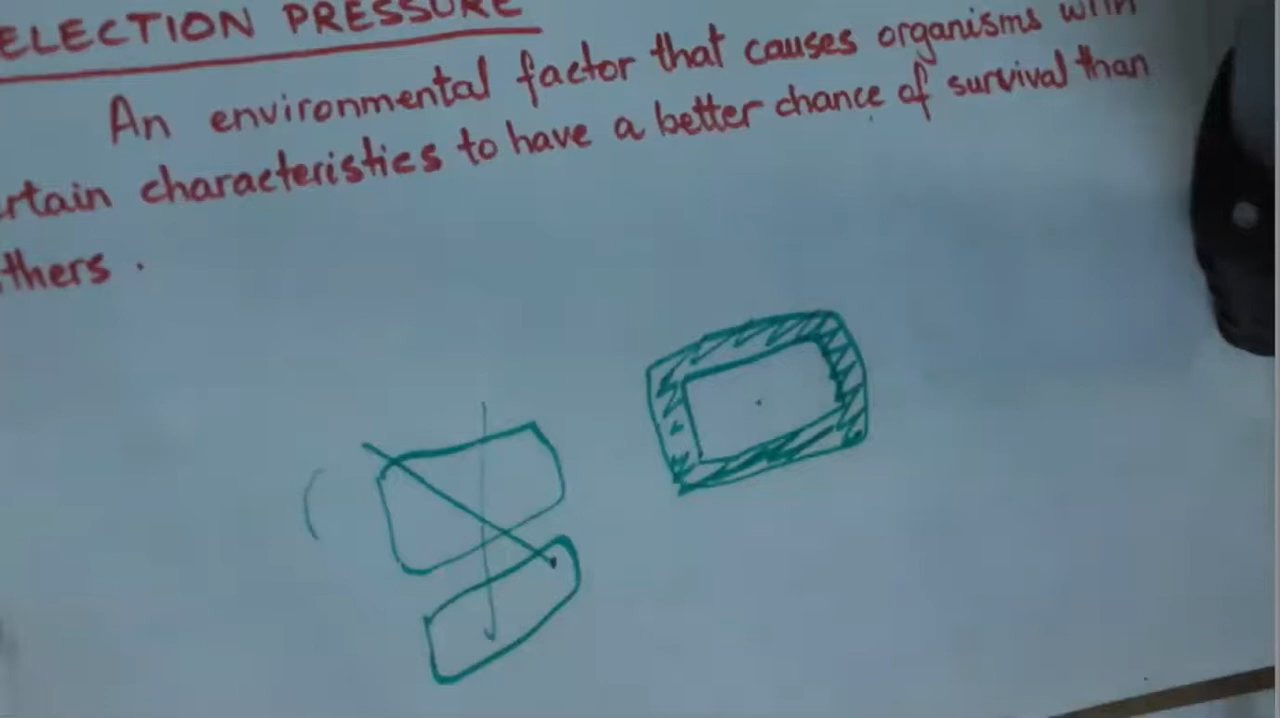 ELECTION PRESSURE
An environmental factor that causes organisms with
rtain characteristics to have a better chance of survival than
thers.